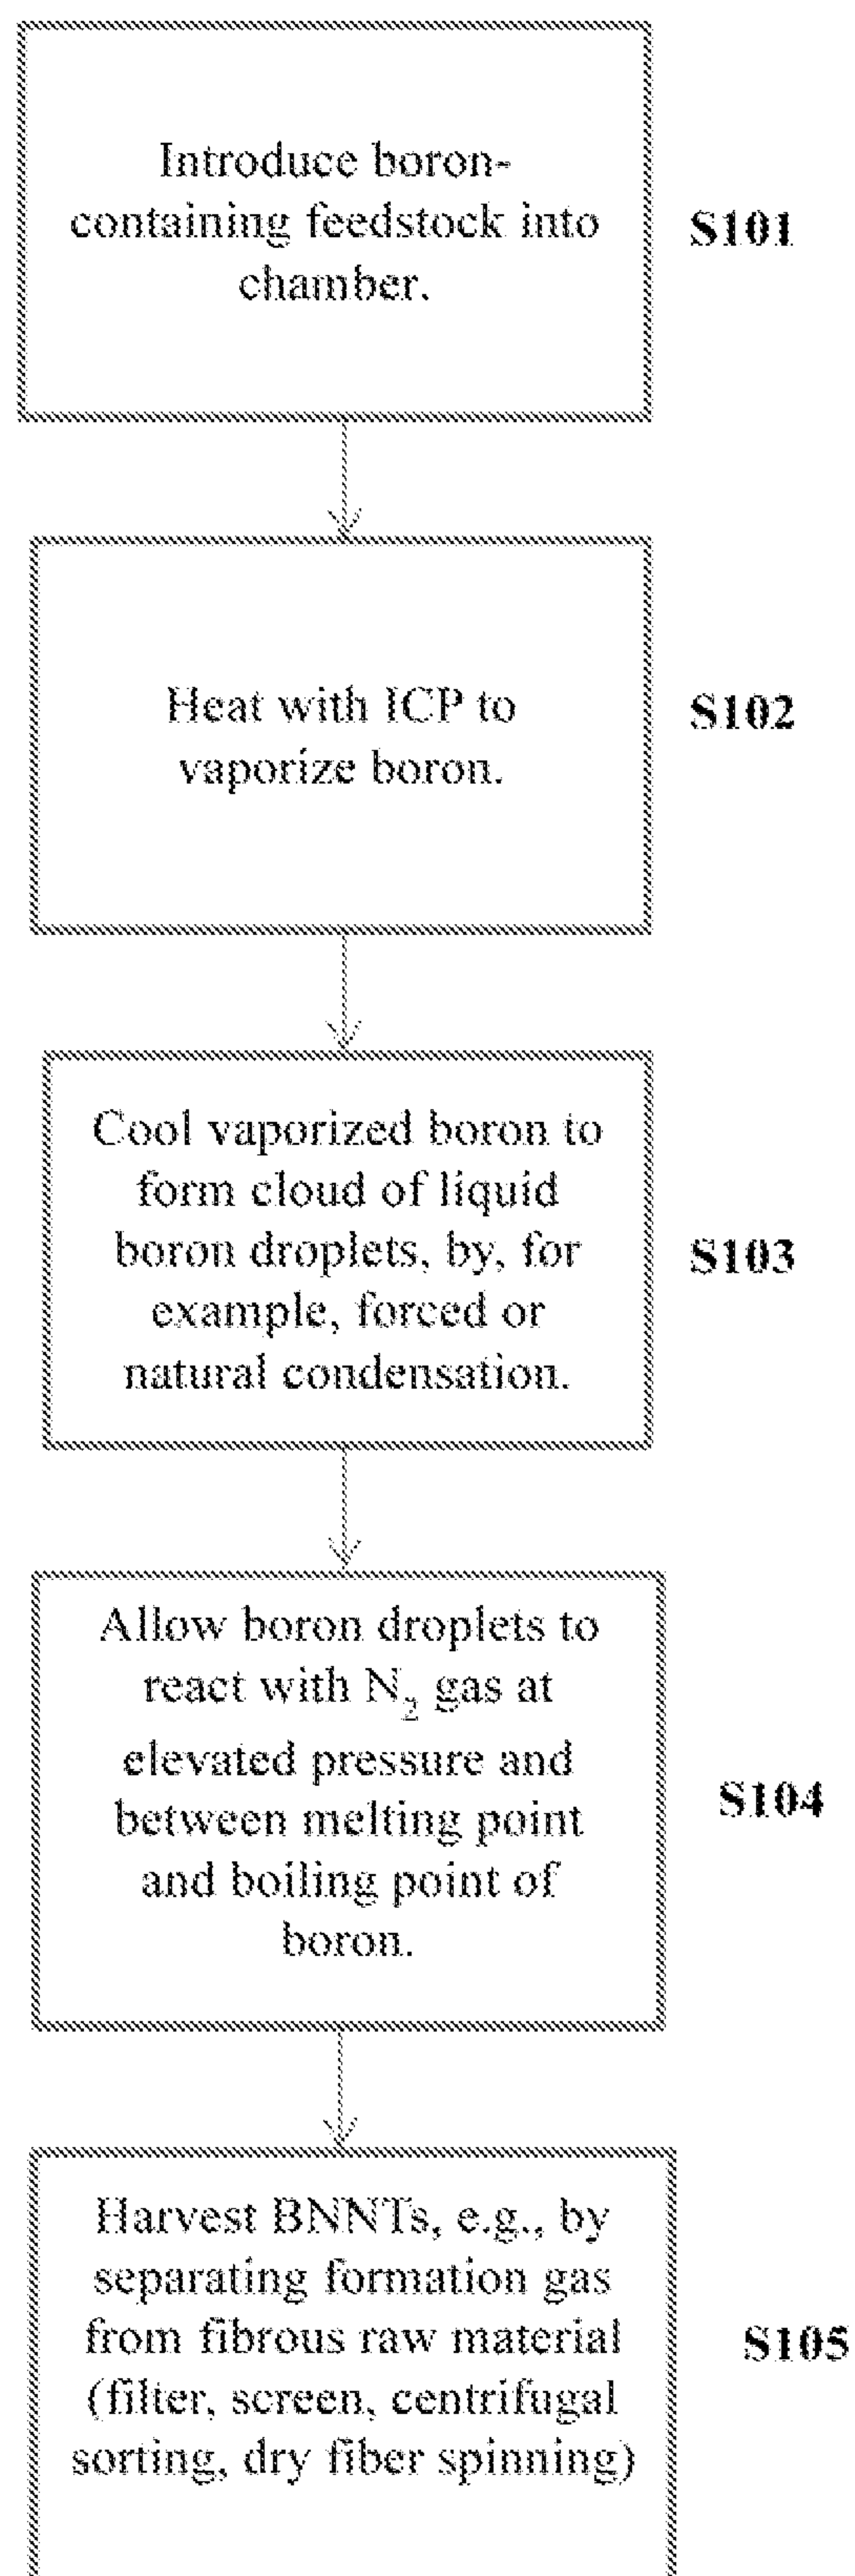 Introduce boron-
containing feedstock into
chamber.
S101
Heat with ICP to
vaporize boron.
S102
Cool vaporized boron to
form cloud of liquid
boron droplets, by, for
example, forced or
natural condensation.
S103
Allow boron droplets to
react with N₂ gas at
elevated pressure and
between melting point
and boiling point of
boron.
S104
Harvest BNNTs, e.g., by
separating formation gas
from fibrous raw material
(filter, screen, centrifugal
sorting, dry fiber spinning)
S105